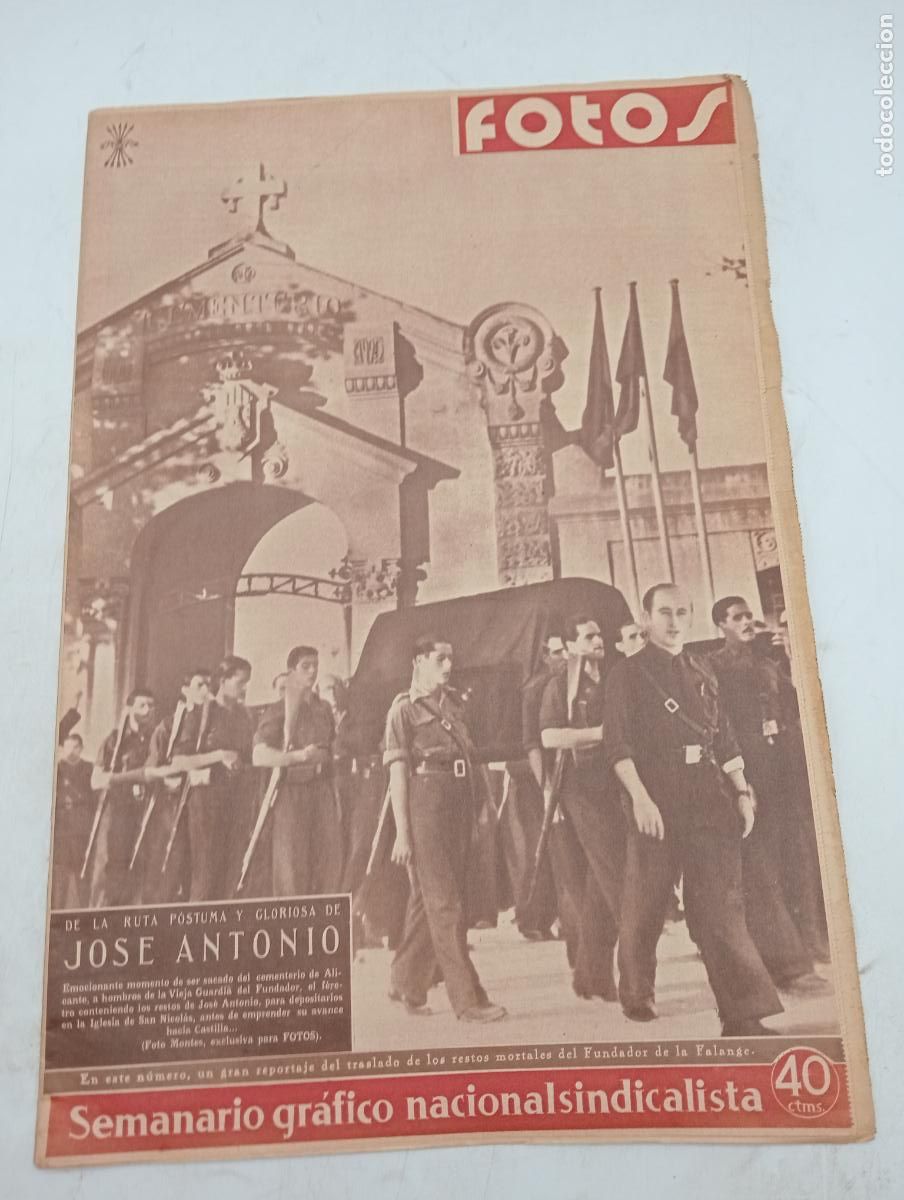 FOTOS
CEMENTERIO
DE LA RUTA PÓSTUMA Y GLORIOSA DE
JOSE ANTONIO
Emocionante momento de ser sacado del cementerio de Ali-
cante, a hombros de la Vieja Guardia del Fundador, el fére-
tro conteniendo los restos de José Antonio, para depositarlos
en la Iglesia de San Nicolás, antes de emprender su avance
hacia Castilla...
(Foto Montes, exclusiva para FOTOS).
En este número, un gran reportaje del traslado de los restos mortales del Fundador de la Falange.
Semanario gráfico nacionalsindicalista
40
ctms.
todocoleccion